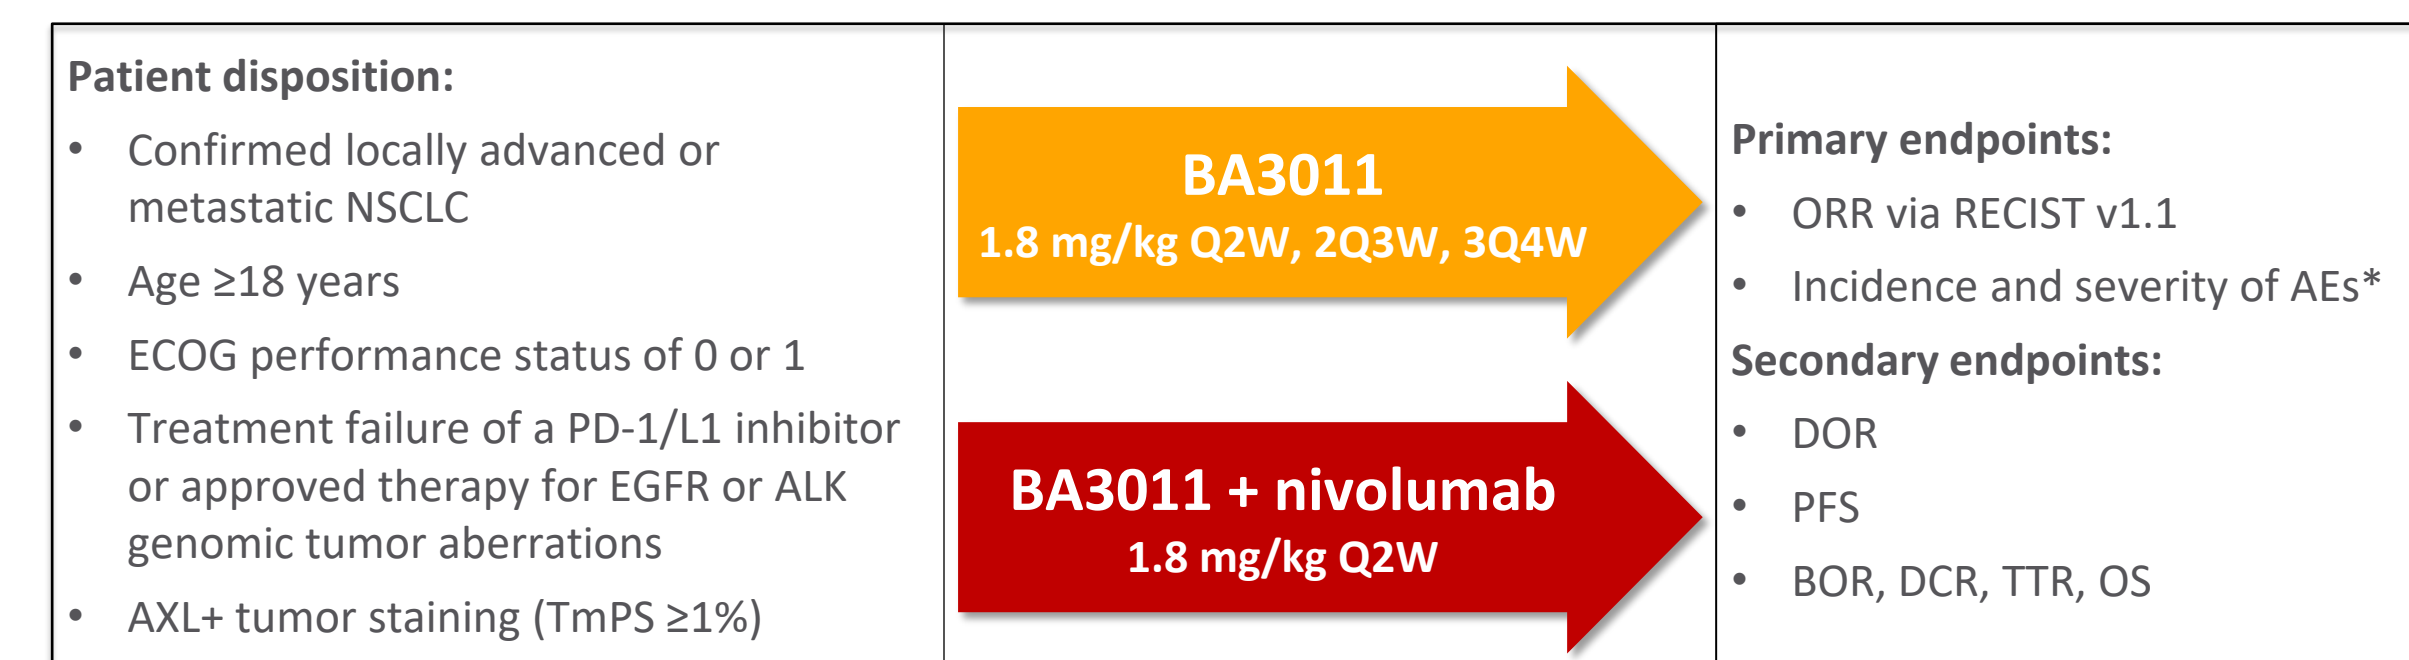 Patient disposition:
• Confirmed locally advanced or
metastatic NSCLC
• Age ≥18 years
• ECOG performance status of 0 or 1
• Treatment failure of a PD-1/L1 inhibitor
or approved therapy for EGFR or ALK
genomic tumor aberrations
• AXL+ tumor staining (TmPS ≥1%)
BA3011
1.8 mg/kg Q2W, 2Q3W, 3Q4W
BA3011 + nivolumab
1.8 mg/kg Q2W
Primary endpoints:
• ORR via RECIST v1.1
• Incidence and severity of AEs*
Secondary endpoints:
• DOR
• PFS
• BOR, DCR, TTR, OS